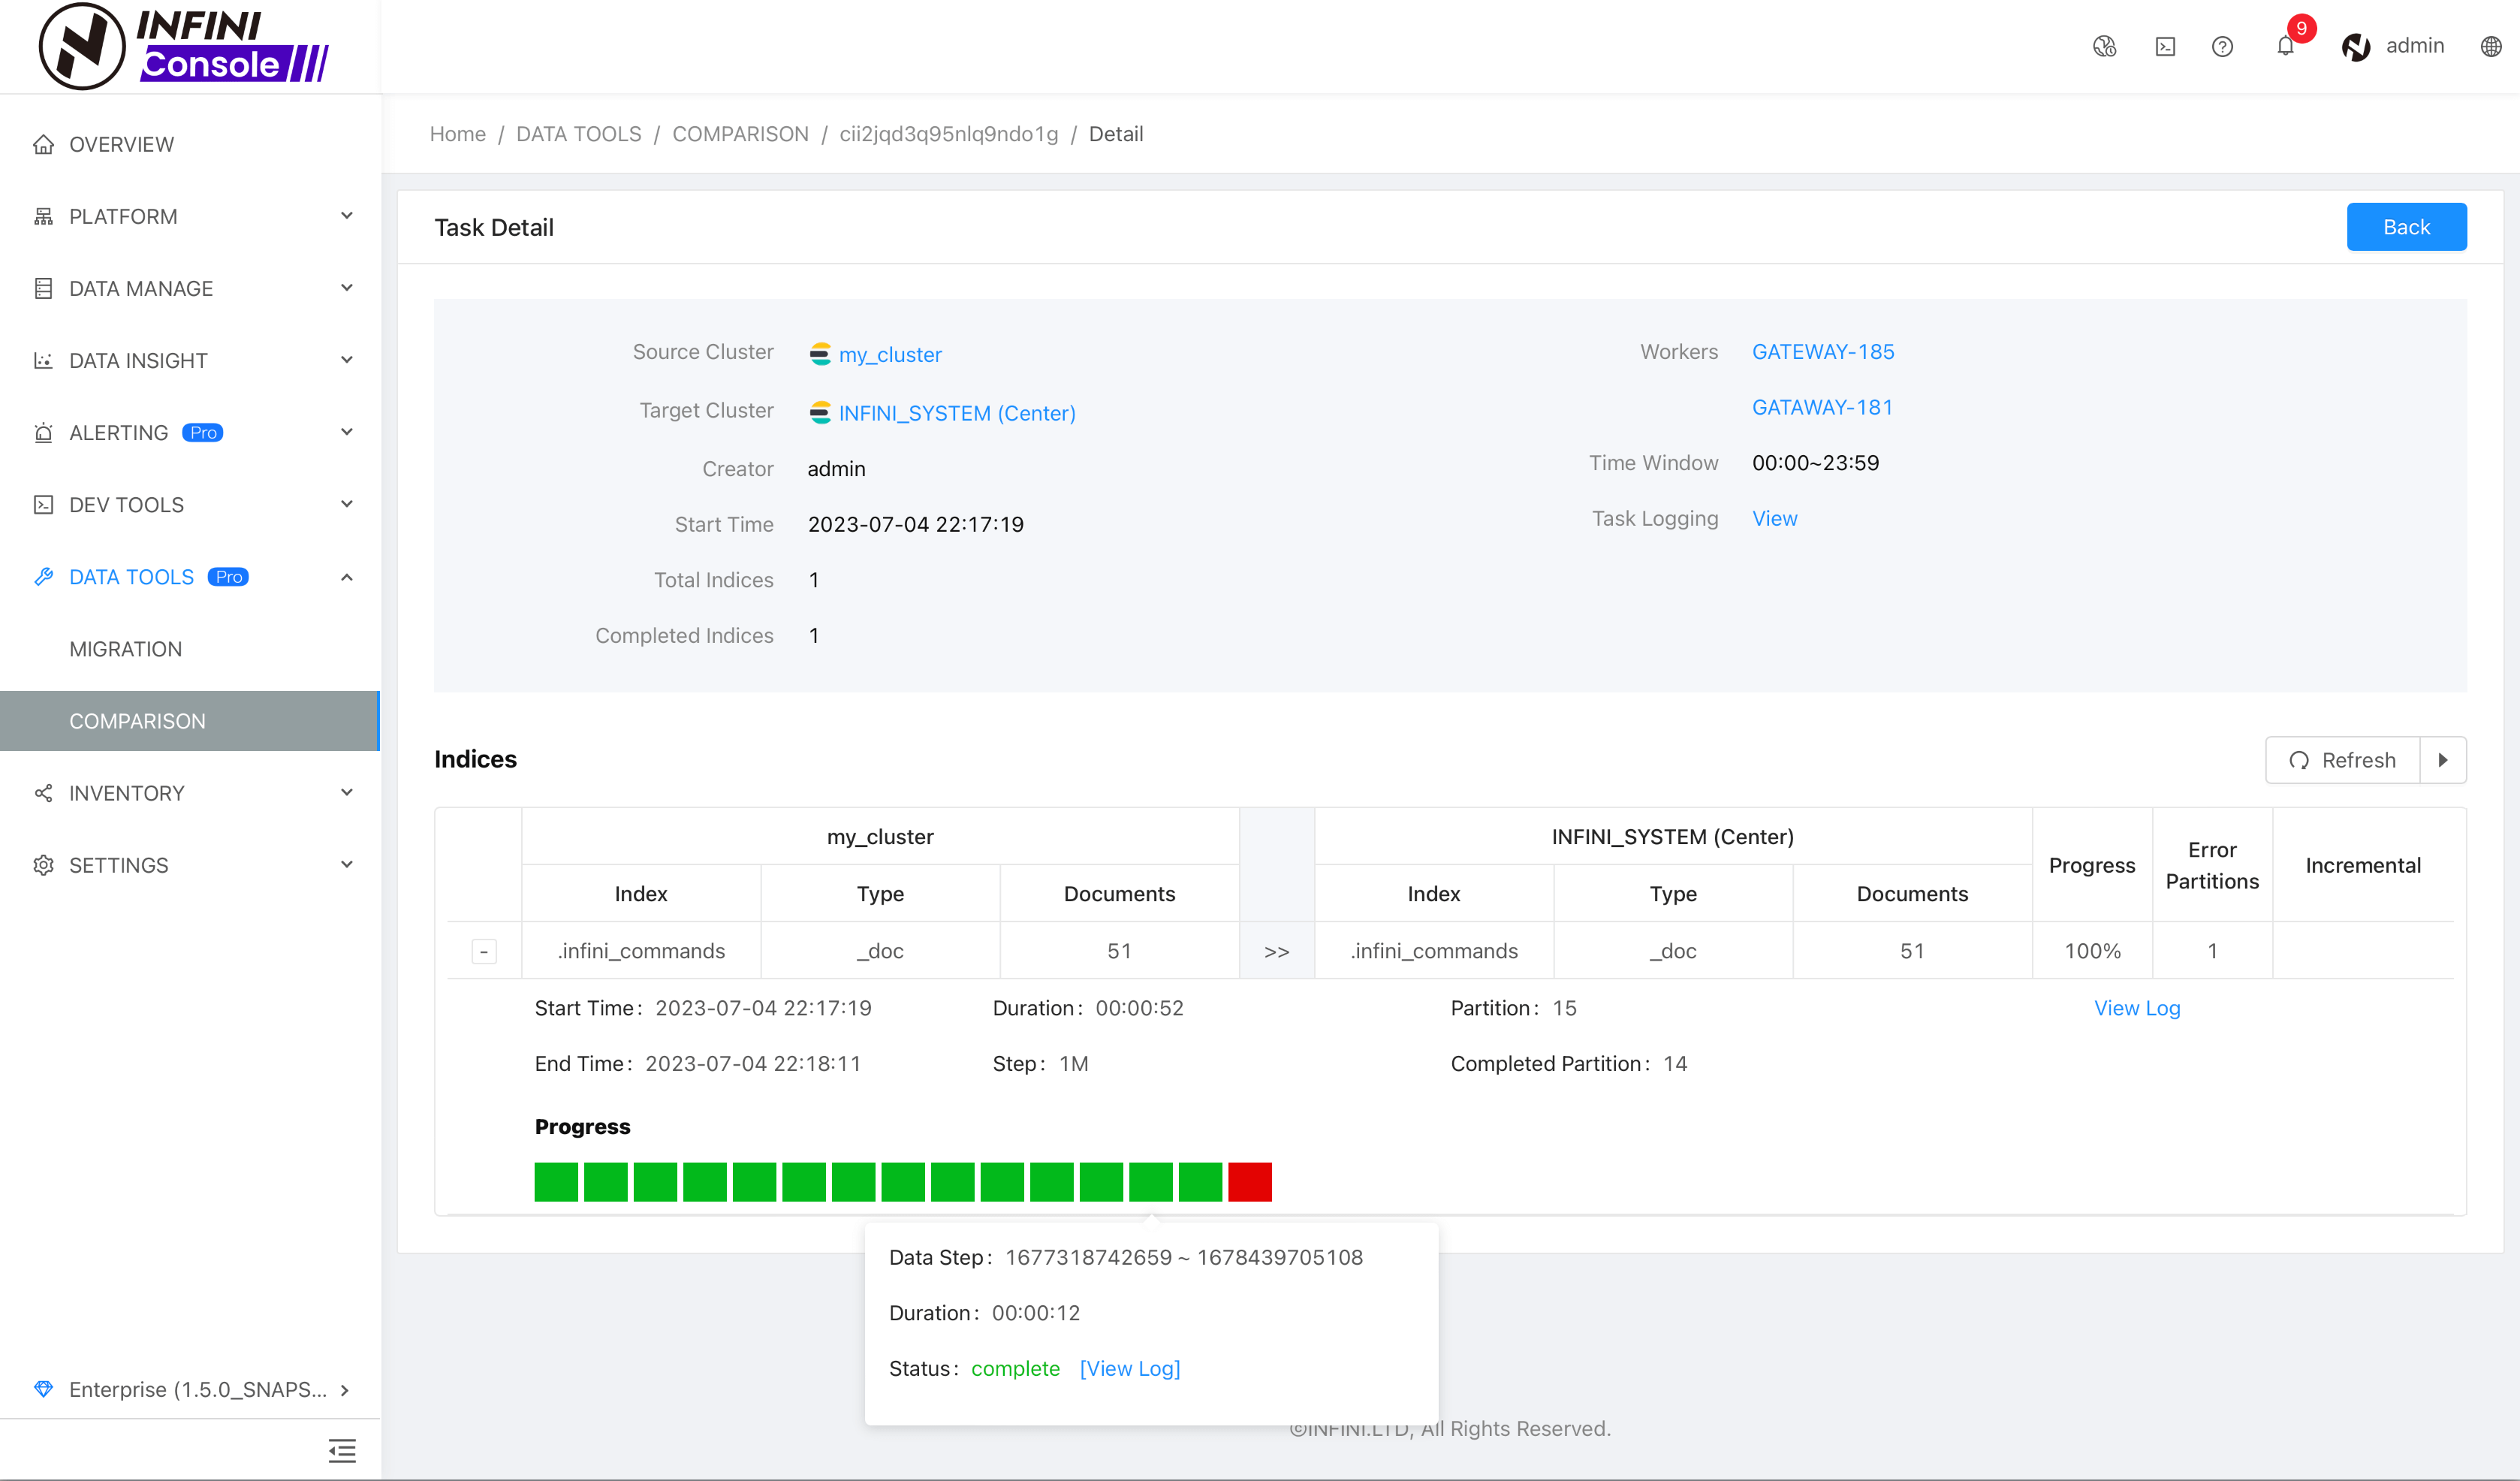 INFINI
Console
9
admin
Home / DATA TOOLS / COMPARISON / cii2jqd3q95nlq9ndo1g / Detail
OVERVIEW
PLATFORM
DATA MANAGE
DATA INSIGHT
ALERTING Pro
DEV TOOLS
DATA TOOLS Pro
MIGRATION
COMPARISON
INVENTORY
SETTINGS
Enterprise (1.5.0_SNAPS...
Task Detail
Back
Source Cluster my_cluster
Target Cluster INFINI_SYSTEM (Center)
Creator admin
Start Time 2023-07-04 22:17:19
Total Indices 1
Completed Indices 1
Workers GATEWAY-185
GATAWAY-181
Time Window 00:00~23:59
Task Logging View
Indices
Refresh
my_cluster INFINI_SYSTEM (Center) Progress Error Partitions Incremental
Index Type Documents Index Type Documents
- .infini_commands _doc 51 >> .infini_commands _doc 51 100% 1
Start Time: 2023-07-04 22:17:19 Duration: 00:00:52 Partition: 15 View Log
End Time: 2023-07-04 22:18:11 Step: 1M Completed Partition: 14
Progress
Data Step: 1677318742659 ~ 1678439705108
Duration: 00:00:12
Status: complete [View Log]
©INFINI.LTD, All Rights Reserved.